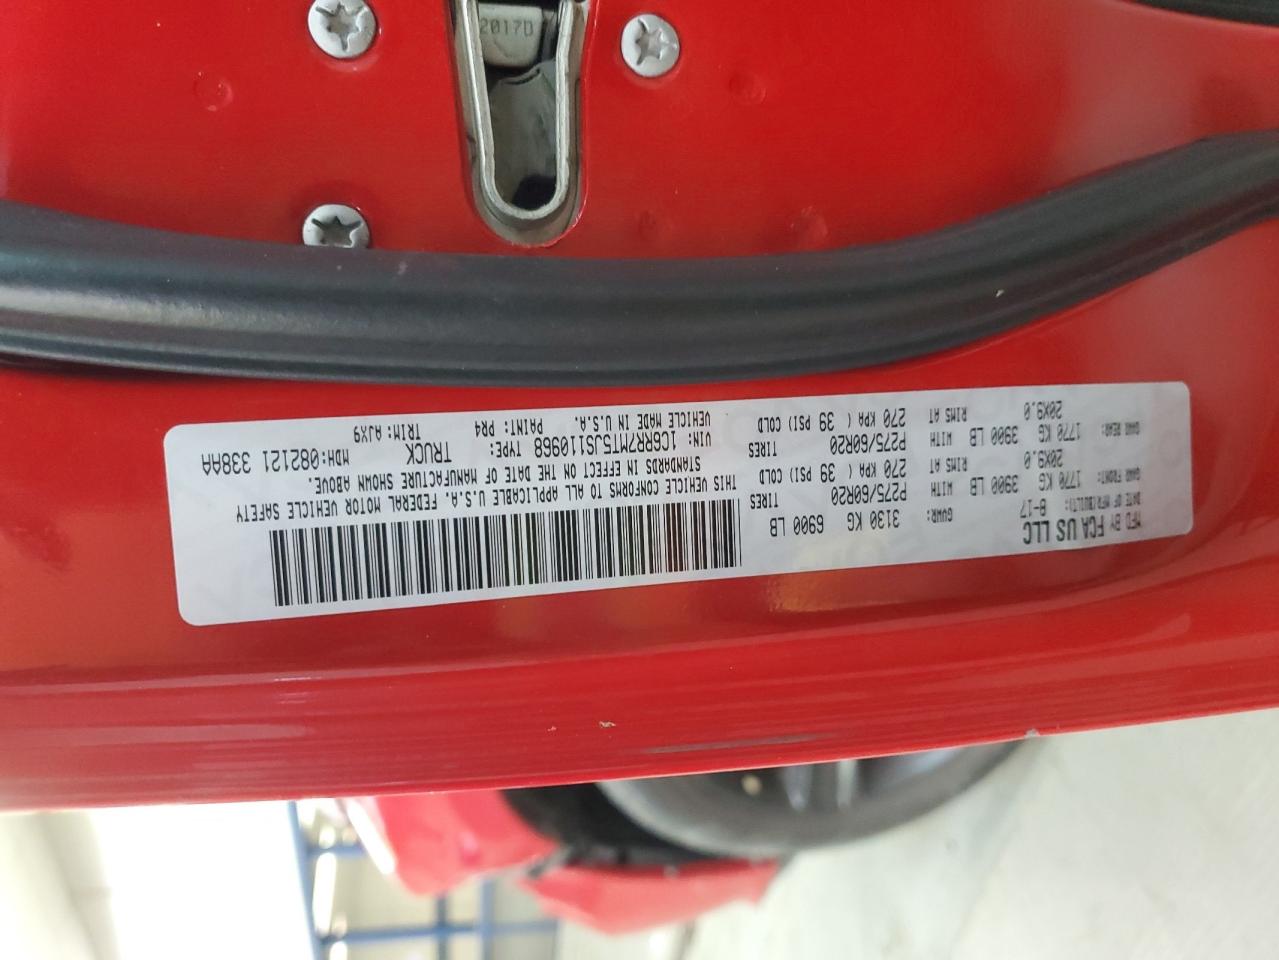 MFD BY FCA US LLC
DATE OF MFR(BUILT): 8-17 GVWR: 3130 KG 6900 LB
GAWR FRONT: WITH TIRES RIMS AT
1770 KG 3900 LB P275/60R20
20X9.0 270 KPA ( 39 PSI) COLD
GAWR REAR: WITH TIRES RIMS AT
1770 KG 3900 LB P275/60R20
20X9.0 270 KPA ( 39 PSI) COLD
THIS VEHICLE CONFORMS TO ALL APPLICABLE U.S.A. FEDERAL MOTOR VEHICLE SAFETY
STANDARDS IN EFFECT ON THE DATE OF MANUFACTURE SHOWN ABOVE.
VIN: 1C6RR7MT5JS110968 TYPE: TRUCK MDH:082121 338AA
VEHICLE MADE IN U.S.A. PAINT: PR4 TRIM: AJX9
2017D